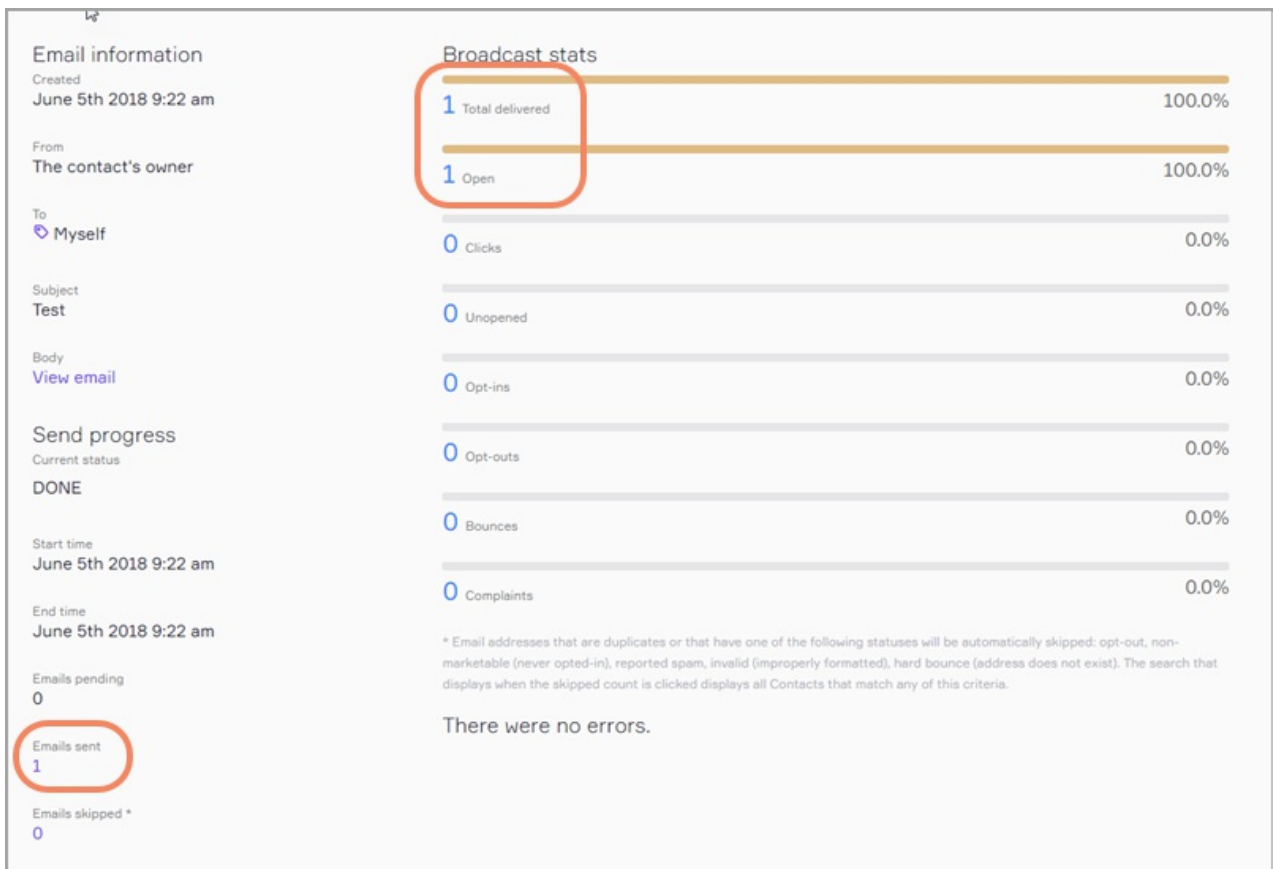 Email information
Created
June 5th 2018 9:22 am
From
The contact's owner
To
Myself
Subject
Test
Body
View email
Send progress
Current status
DONE
Start time
June 5th 2018 9:22 am
End time
June 5th 2018 9:22 am
Emails pending
0
Emails sent
1
Emails skipped *
0
Broadcast stats
1 Total delivered 100.0%
1 Open 100.0%
0 Clicks 0.0%
0 Unopened 0.0%
0 Opt-ins 0.0%
0 Opt-outs 0.0%
0 Bounces 0.0%
0 Complaints 0.0%
* Email addresses that are duplicates or that have one of the following statuses will be automatically skipped: opt-out, non-
marketable (never opted-in), reported spam, invalid (improperly formatted), hard bounce (address does not exist). The search that
displays when the skipped count is clicked displays all Contacts that match any of this criteria.
There were no errors.